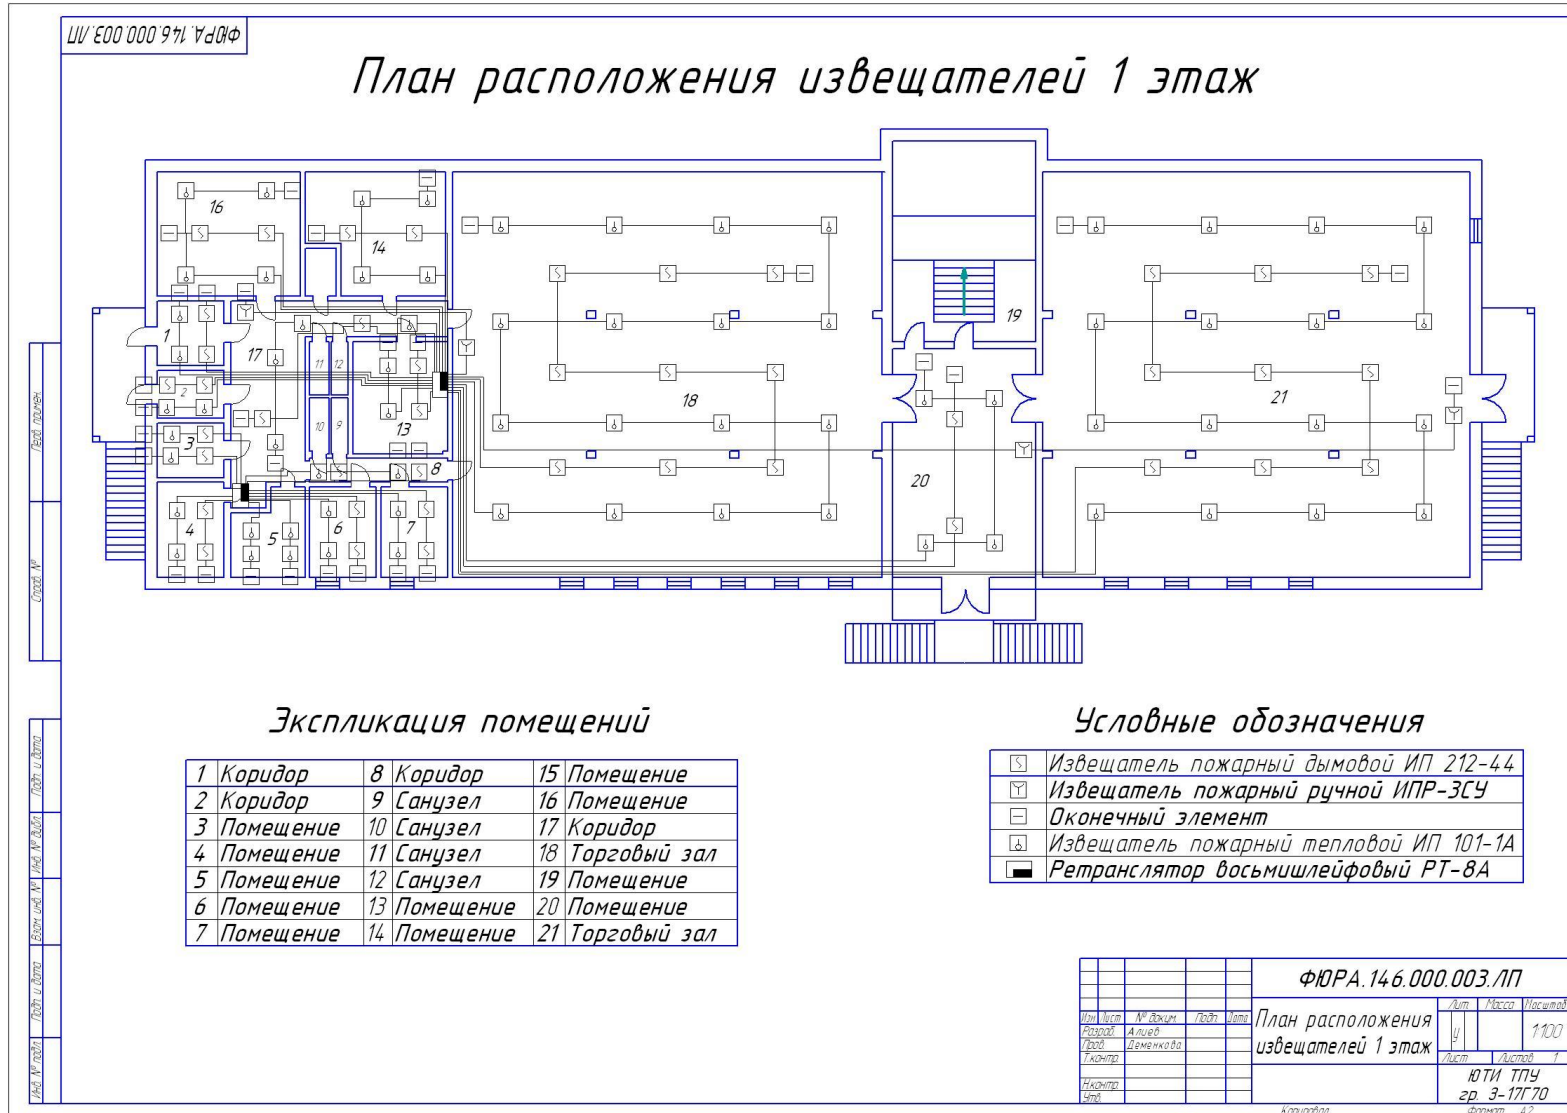 ФЮРА.146.000.003.ЛП
План расположения извещателей 1 этаж
16
14
1
17
19
11
12
2
18
21
13
10
9
3
8
20
4
5
6
7
Перв. примен.
Справ. №
Подп. и дата
Инв. № дубл.
Взам. инв. №
Подп. и дата
Инв. № подл.
Экспликация помещений
1 Коридор 8 Коридор 15 Помещение
2 Коридор 9 Санузел 16 Помещение
3 Помещение 10 Санузел 17 Коридор
4 Помещение 11 Санузел 18 Торговый зал
5 Помещение 12 Санузел 19 Помещение
6 Помещение 13 Помещение 20 Помещение
7 Помещение 14 Помещение 21 Торговый зал
Условные обозначения
Извещатель пожарный дымовой ИП 212-44
Извещатель пожарный ручной ИПР-3СУ
Оконечный элемент
Извещатель пожарный тепловой ИП 101-1А
Ретранслятор восьмишлейфовый РТ-8А
ФЮРА.146.000.003.ЛП
Изм. Лист № докум. Подп. Дата
Разраб. Алиев
Пров. Деменкова
Т.контр.
Н.контр.
Утв.
План расположения
извещателей 1 этаж
Лит. Масса Масштаб
у 1:100
Лист Листов 1
ЮТИ ТПУ
гр. З-17Г70
Копировал Формат А2